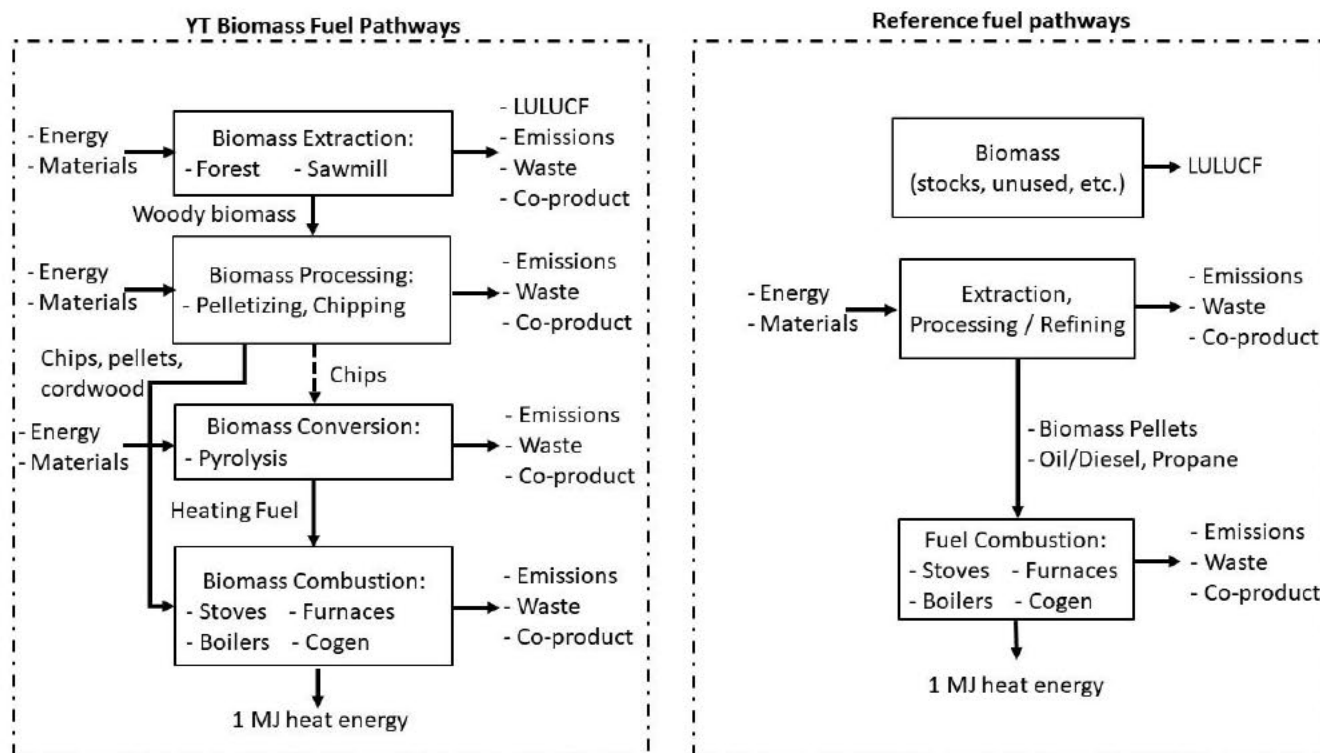 YT Biomass Fuel Pathways
- Energy
- Materials
Biomass Extraction:
- Forest - Sawmill
- LULUCF
- Emissions
- Waste
- Co-product
Woody biomass
- Energy
- Materials
Biomass Processing:
- Pelletizing, Chipping
- Emissions
- Waste
- Co-product
Chips, pellets,
cordwood
Chips
- Energy
- Materials
Biomass Conversion:
- Pyrolysis
- Emissions
- Waste
- Co-product
Heating Fuel
Biomass Combustion:
- Stoves - Furnaces
- Boilers - Cogen
- Emissions
- Waste
- Co-product
1 MJ heat energy
Reference fuel pathways
Biomass
(stocks, unused, etc.)
LULUCF
- Energy
- Materials
Extraction,
Processing / Refining
- Emissions
- Waste
- Co-product
- Biomass Pellets
- Oil/Diesel, Propane
Fuel Combustion:
- Stoves - Furnaces
- Boilers - Cogen
- Emissions
- Waste
- Co-product
1 MJ heat energy